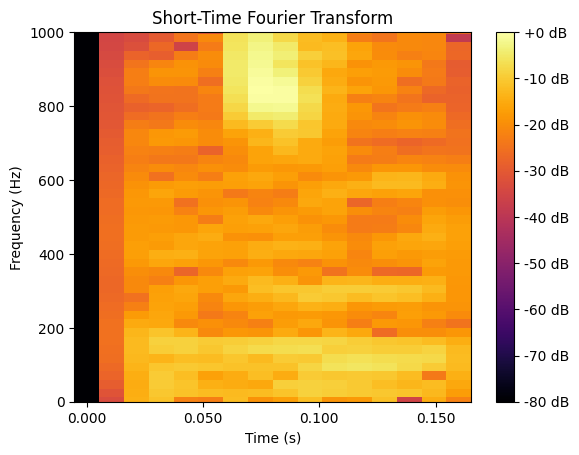 Short-Time Fourier Transform
1000
800
600
400
200
0
Frequency (Hz)
0.000
0.050
0.100
0.150
Time (s)
+0 dB
-10 dB
-20 dB
-30 dB
-40 dB
-50 dB
-60 dB
-70 dB
-80 dB